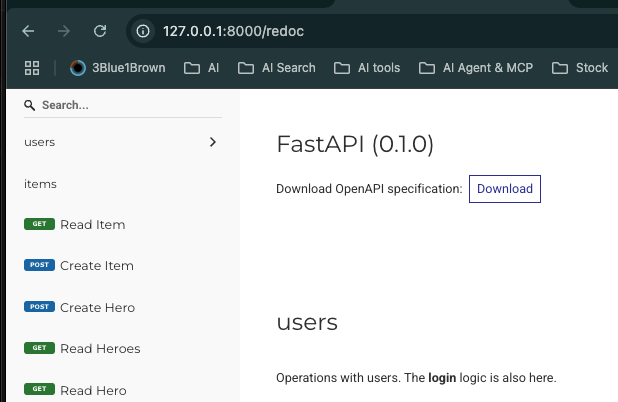 127.0.0.1:8000/redoc
3Blue1Brown AI AI Search AI tools AI Agent & MCP Stock
Search...
users
items
GET Read Item
POST Create Item
POST Create Hero
GET Read Heroes
GET Read Hero
FastAPI (0.1.0)
Download OpenAPI specification: Download
users
Operations with users. The login logic is also here.